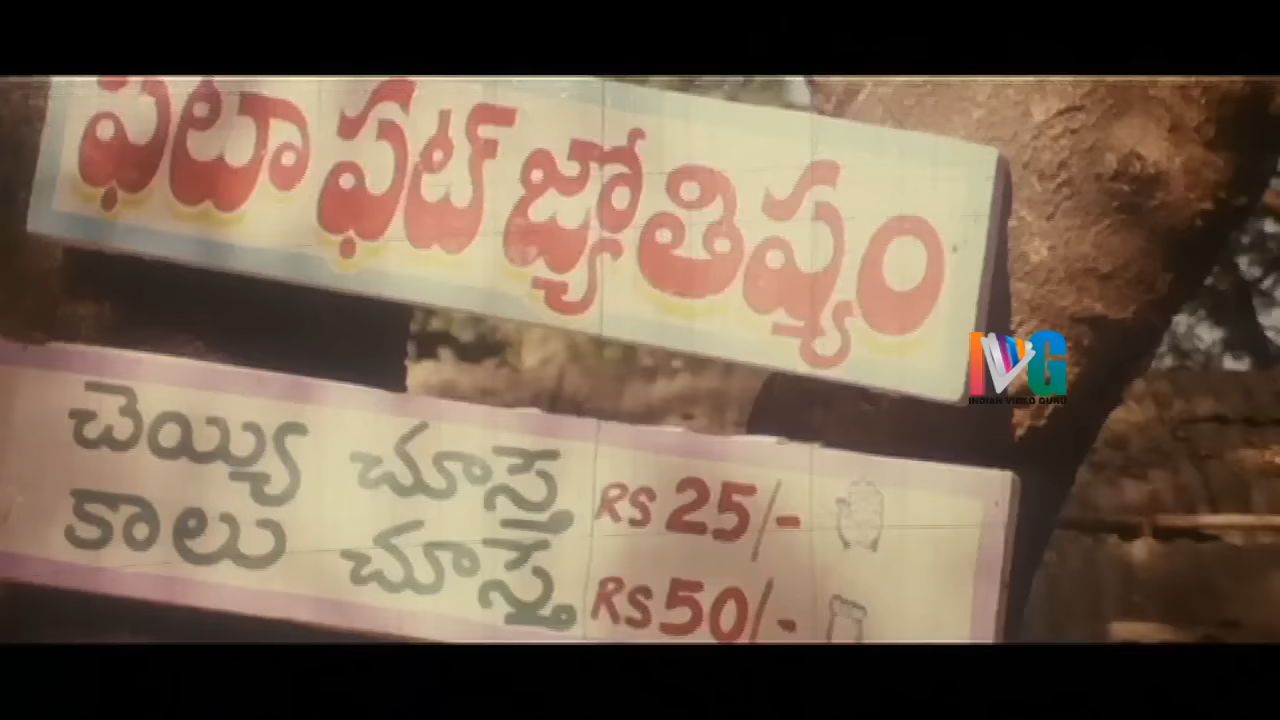 ఫటా ఫట్ జ్యోతిష్యం
చెయ్యి చూస్తే RS 25/-
కాలు చూస్తే RS 50/-
IVG
INDIAN VIDEO GURU